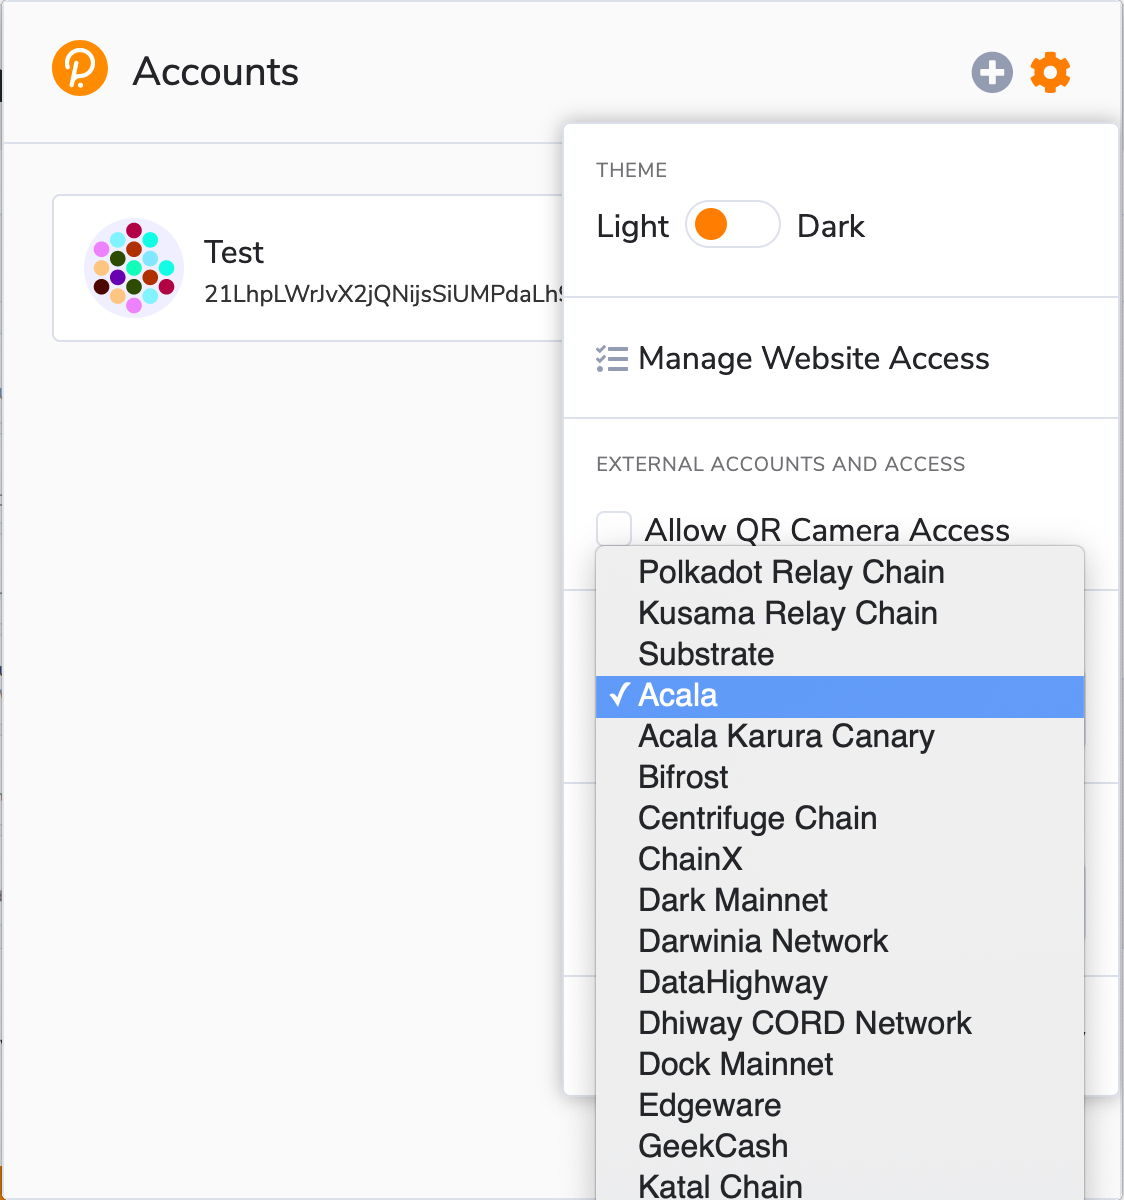 Accounts
THEME
Light Dark
Test
21LhpLWrJvX2jQNijsSiUMPdaLh
Manage Website Access
EXTERNAL ACCOUNTS AND ACCESS
Allow QR Camera Access
Polkadot Relay Chain
Kusama Relay Chain
Substrate
✓ Acala
Acala Karura Canary
Bifrost
Centrifuge Chain
ChainX
Dark Mainnet
Darwinia Network
DataHighway
Dhiway CORD Network
Dock Mainnet
Edgeware
GeekCash
Katal Chain